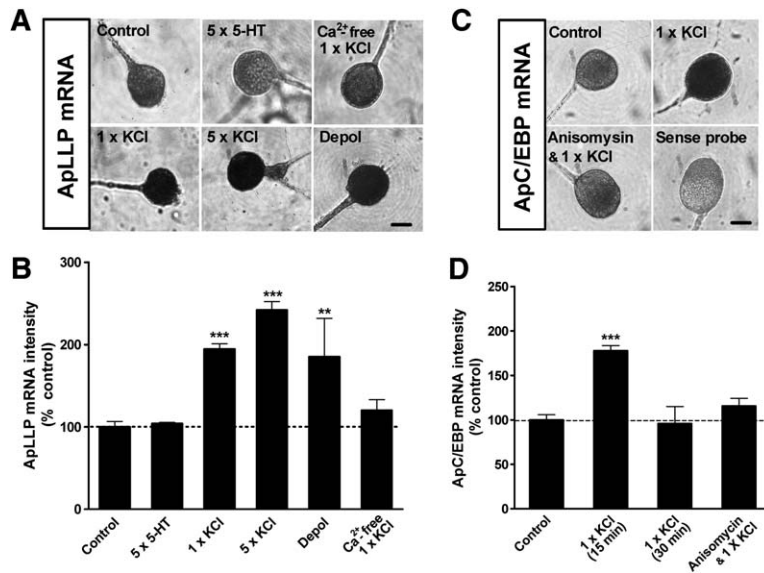 A
ApLLP mRNA
Control
5 x 5-HT
Ca2+-free
1 x KCl
1 x KCl
5 x KCl
Depol
C
ApC/EBP mRNA
Control
1 x KCl
Anisomysin
& 1 x KCl
Sense probe
B
ApLLP mRNA intensity
(% control)
300
200
100
0
***
***
**
Control
5 x 5-HT
1 x KCl
5 x KCl
Depol
Ca2+-free
1 x KCl
D
ApC/EBP mRNA intensity
(% control)
250
200
150
100
50
0
***
Control
1 x KCl
(15 min)
1 x KCl
(30 min)
Anisomycin
& 1 X KCl